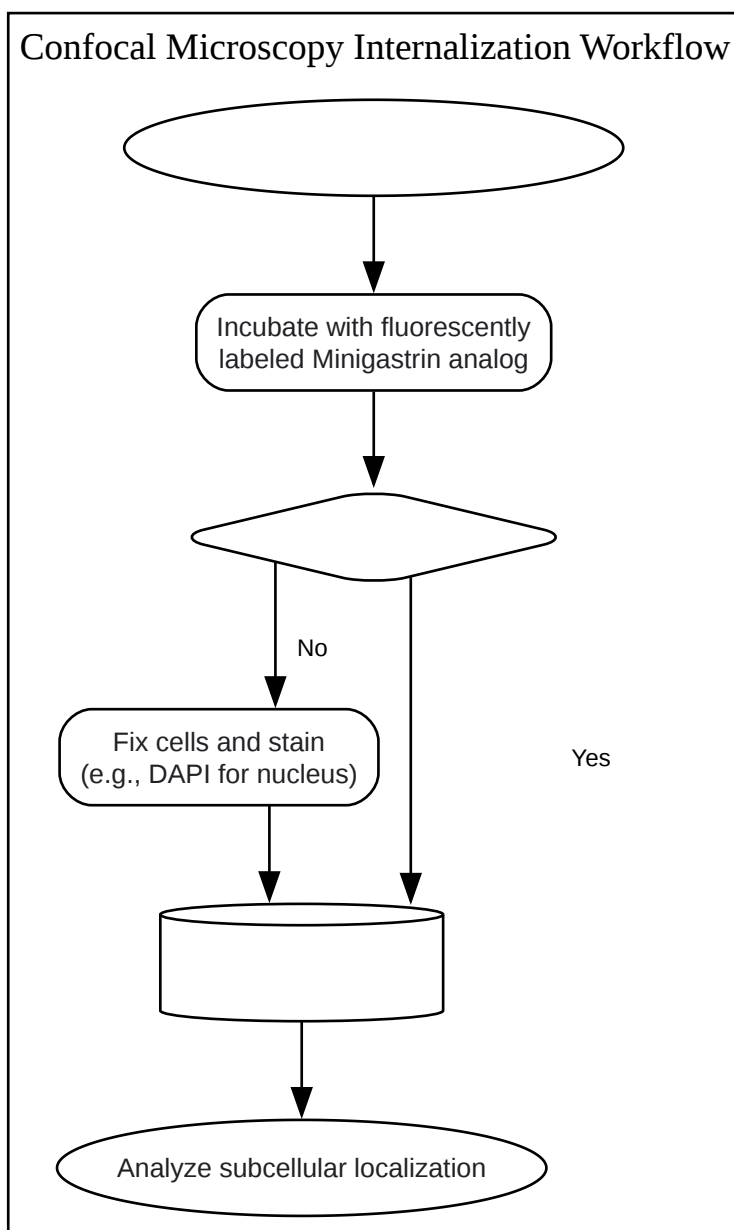 Confocal Microscopy Internalization Workflow
Incubate with fluorescently
labeled Minigastrin analog
No
Fix cells and stain
(e.g., DAPI for nucleus)
Yes
Analyze subcellular localization